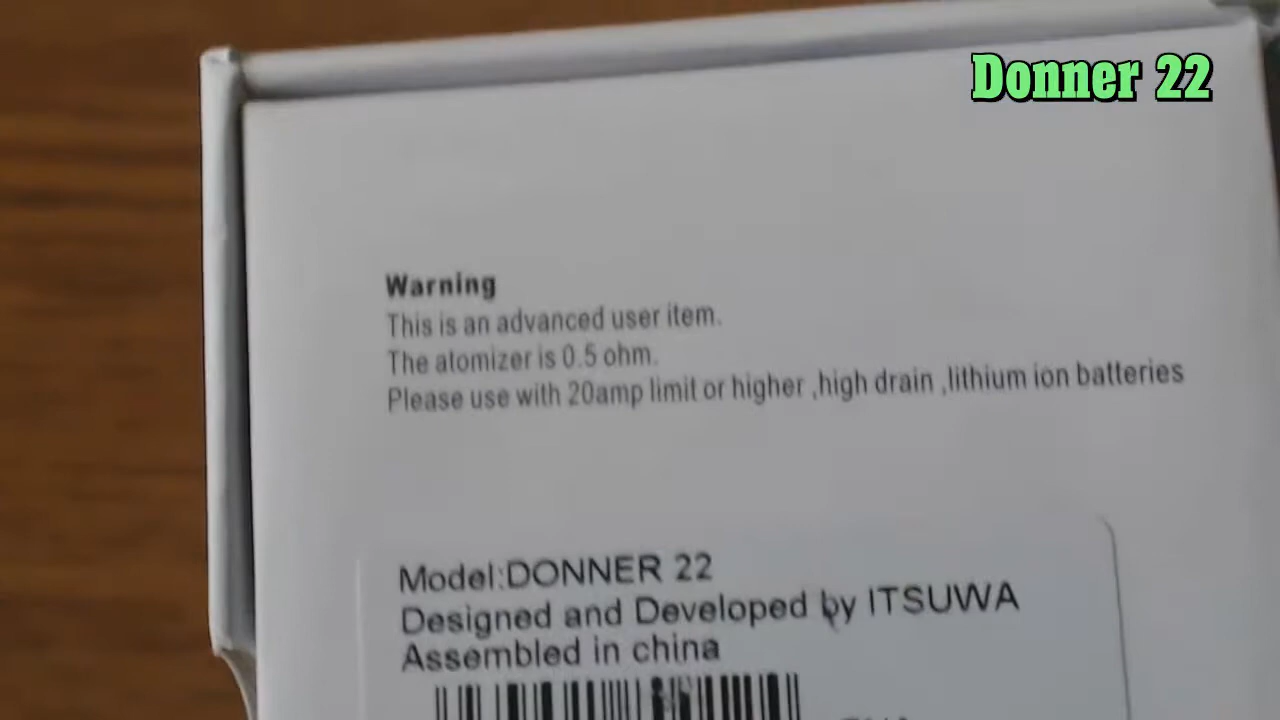 Donner 22
Warning
This is an advanced user item.
The atomizer is 0.5 ohm.
Please use with 20amp limit or higher ,high drain ,lithium ion batteries
Model:DONNER 22
Designed and Developed by ITSUWA
Assembled in china